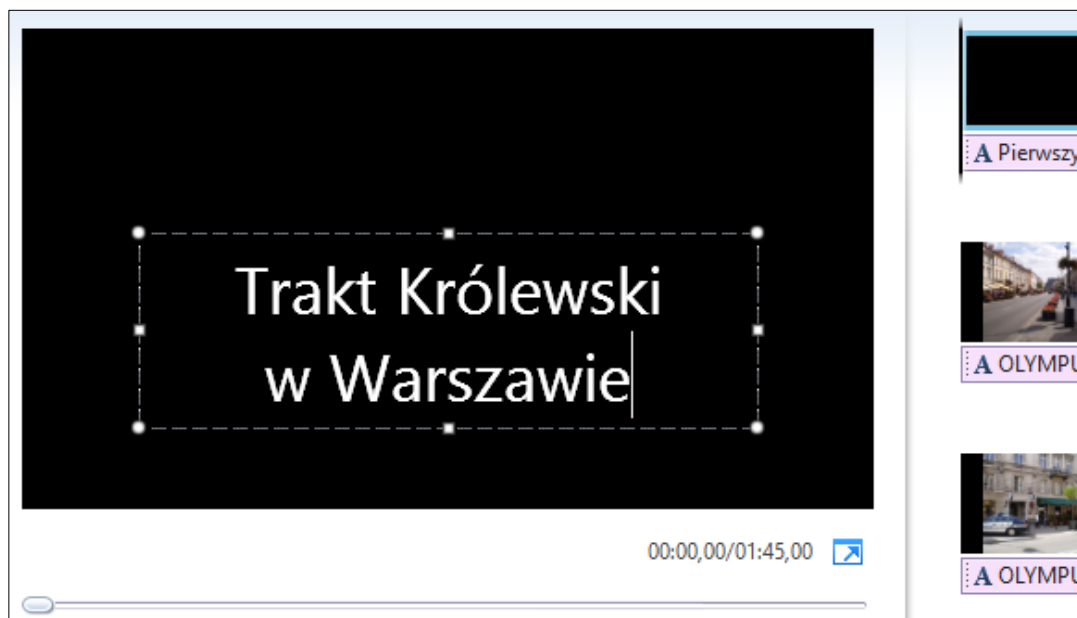 Trakt Królewski
w Warszawie
00:00,00/01:45,00
A Pierwszy
A OLYMPU
A OLYMPU